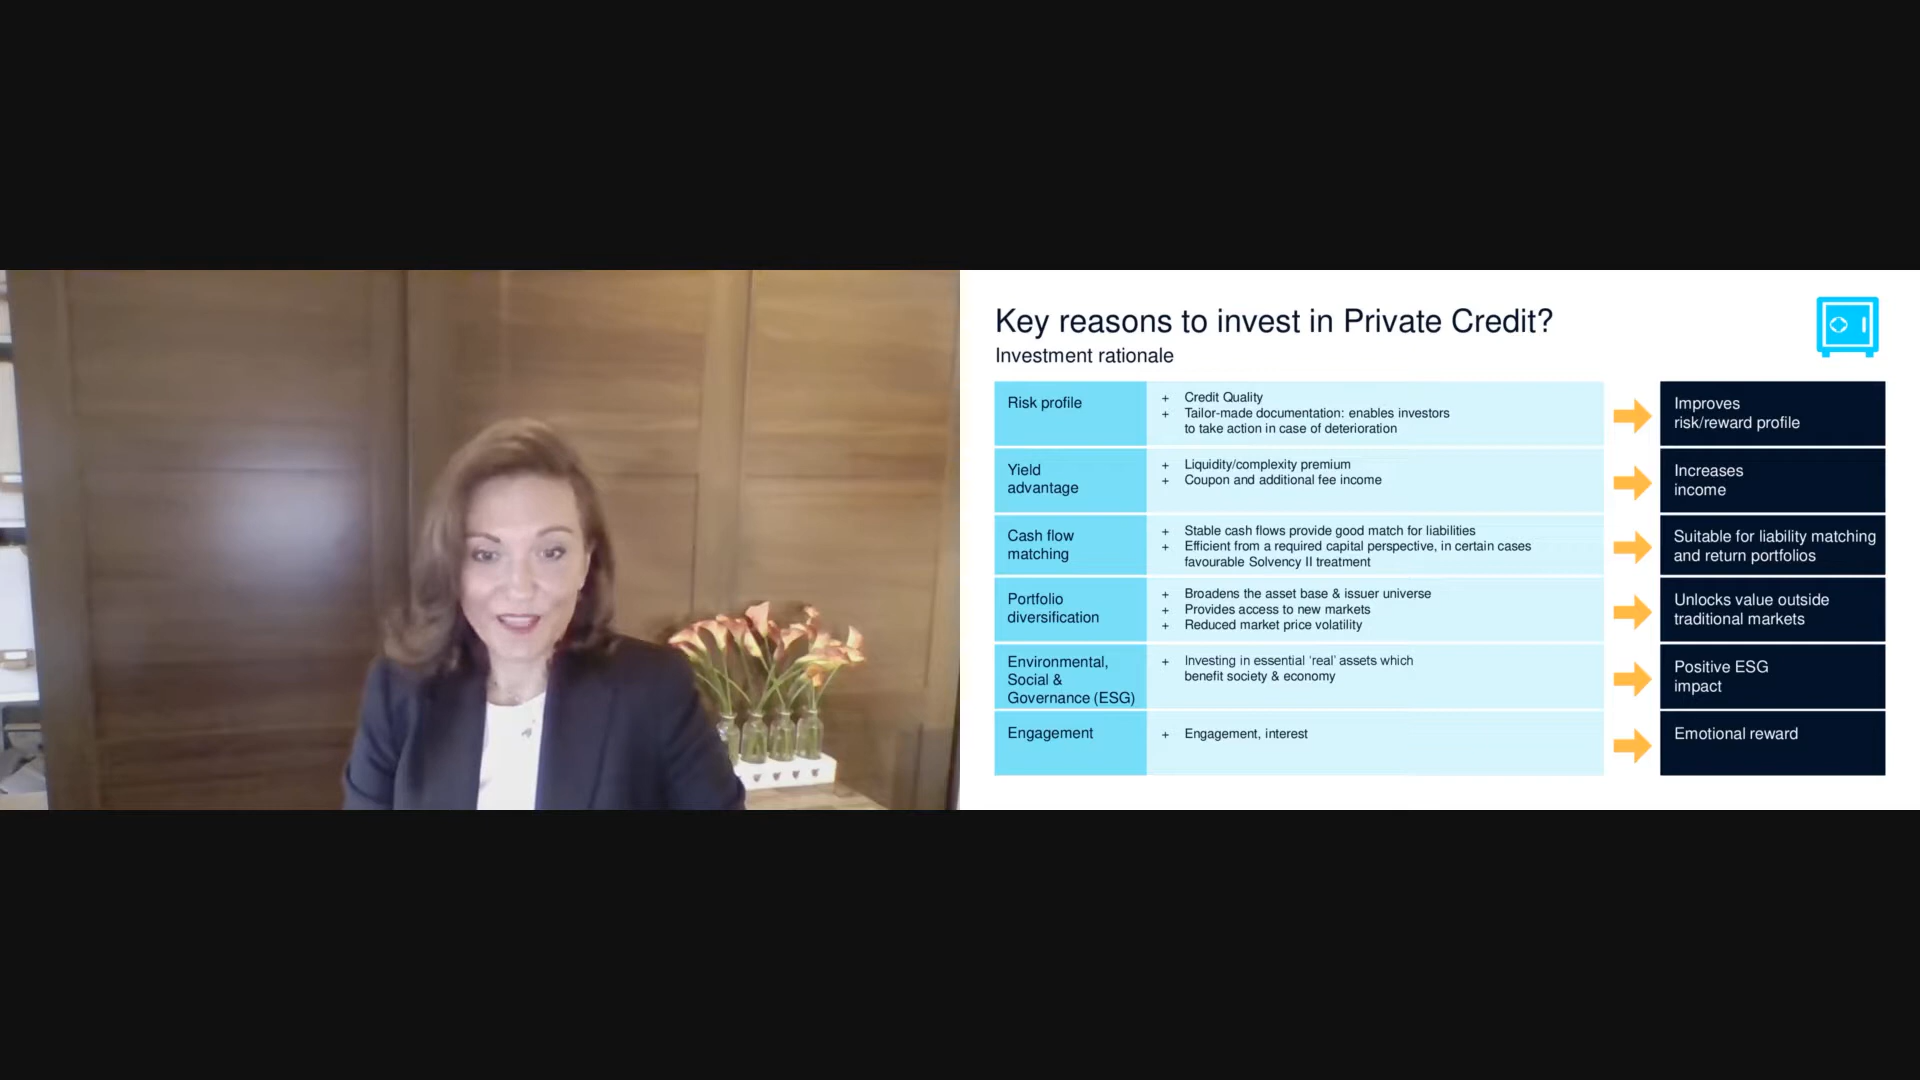 Key reasons to invest in Private Credit?
Investment rationale
Risk profile
+ Credit Quality
+ Tailor-made documentation: enables investors
to take action in case of deterioration
Improves
risk/reward profile
Yield
advantage
+ Liquidity/complexity premium
+ Coupon and additional fee income
Increases
income
Cash flow
matching
+ Stable cash flows provide good match for liabilities
+ Efficient from a required capital perspective, in certain cases
favourable Solvency II treatment
Suitable for liability matching
and return portfolios
Portfolio
diversification
+ Broadens the asset base & issuer universe
+ Provides access to new markets
+ Reduced market price volatility
Unlocks value outside
traditional markets
Environmental,
Social &
Governance (ESG)
+ Investing in essential ‘real’ assets which
benefit society & economy
Positive ESG
impact
Engagement
+ Engagement, interest
Emotional reward